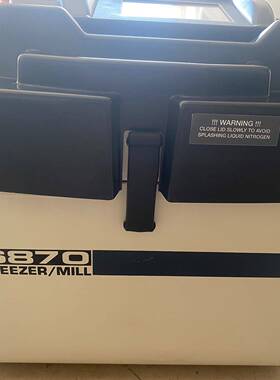 !!! WARNING !!!
CLOSE LID SLOWLY TO AVOID
SPLASHING LIQUID NITROGEN
6870
EEZER/MILL